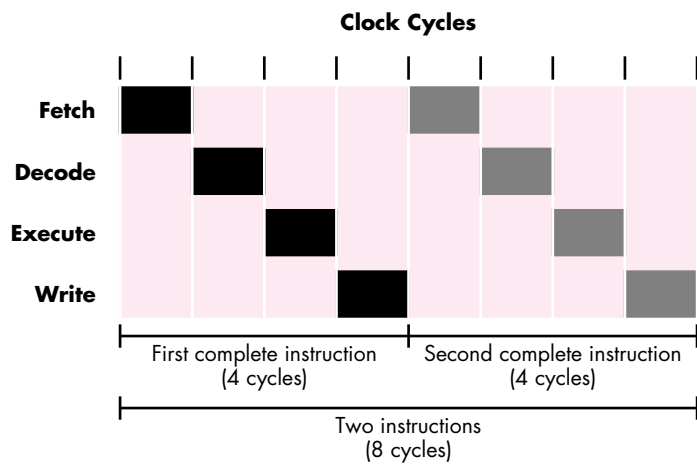 Clock Cycles
Fetch
Decode
Execute
Write
First complete instruction
(4 cycles)
Second complete instruction
(4 cycles)
Two instructions
(8 cycles)